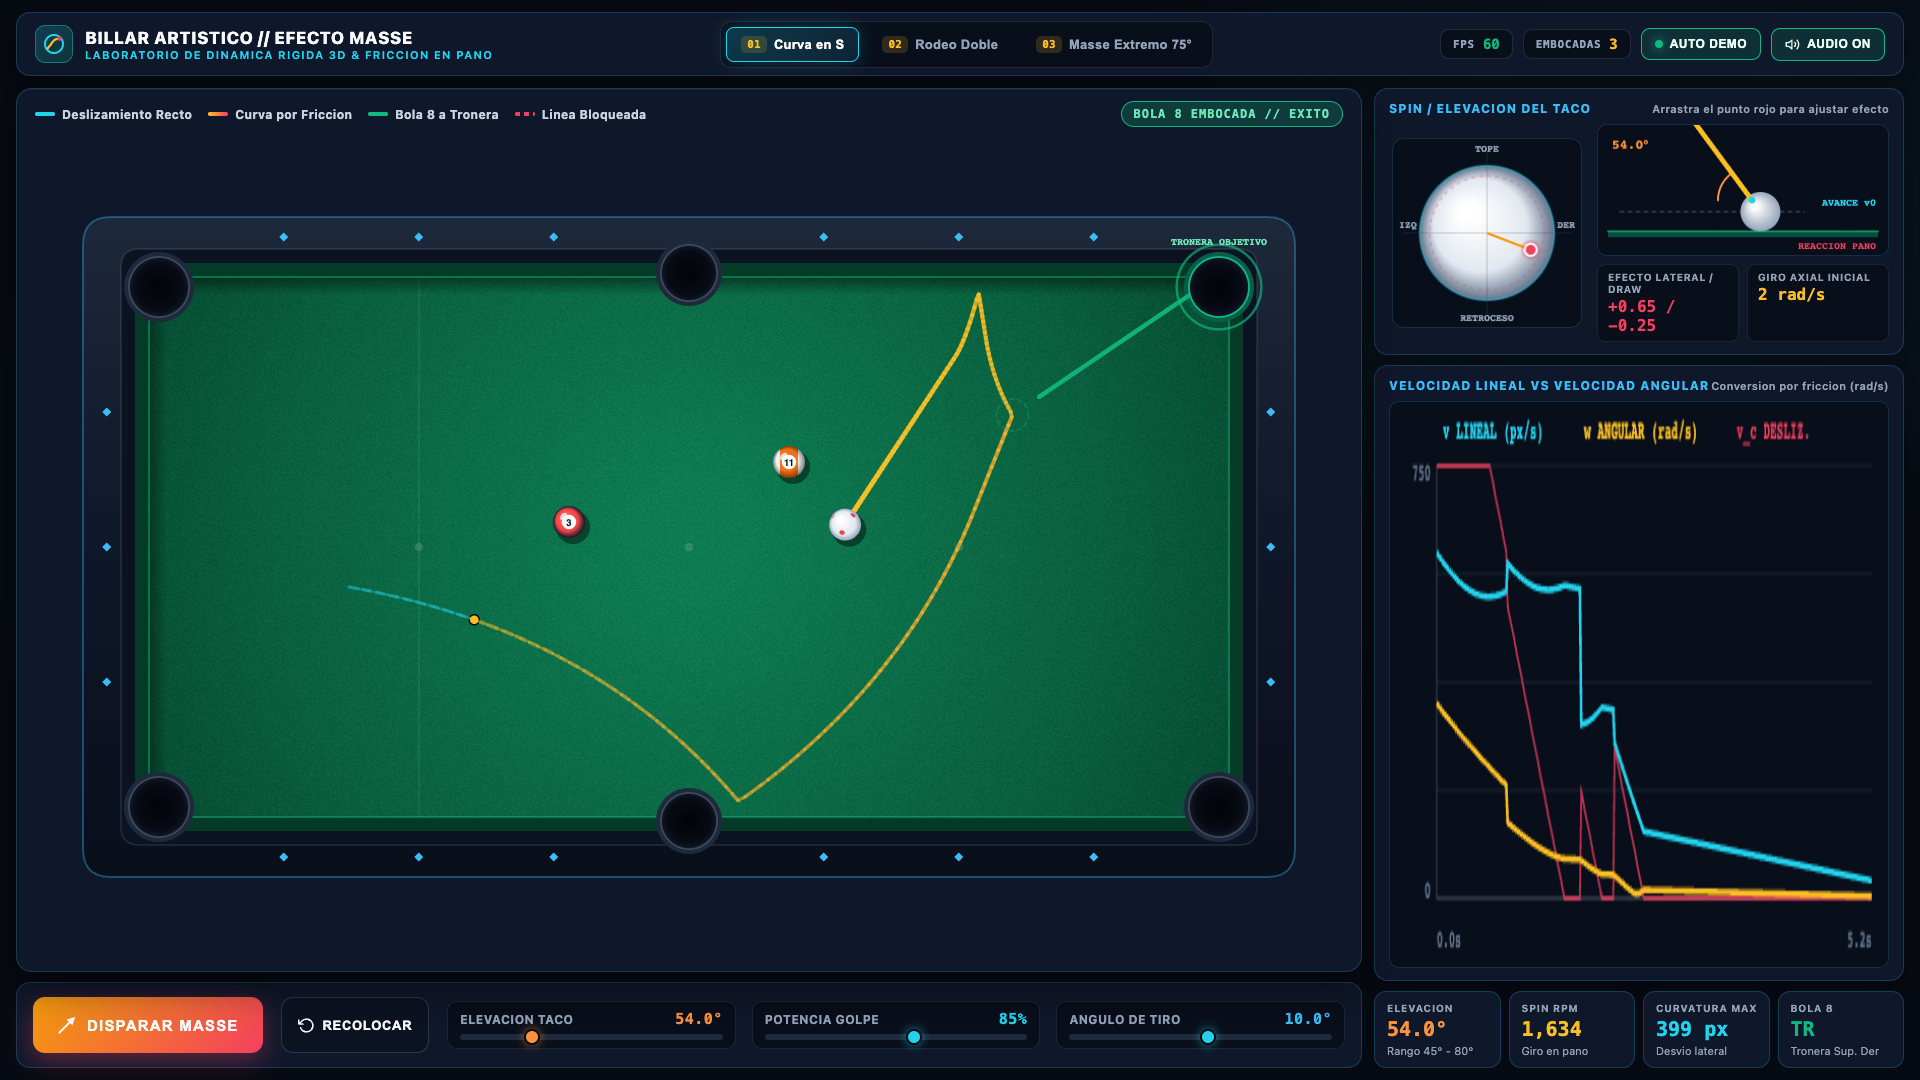 BILLAR ARTISTICO // EFECTO MASSE
LABORATORIO DE DINAMICA RIGIDA 3D & FRICCION EN PANO
01 Curva en S
02 Rodeo Doble
03 Masse Extremo 75°
FPS 60
EMBOCADAS 3
AUTO DEMO
AUDIO ON
Deslizamiento Recto
Curva por Friccion
Bola 8 a Tronera
Linea Bloqueada
BOLA 8 EMBOCADA // EXITO
TRONERA OBJETIVO
11
3
SPIN / ELEVACION DEL TACO
Arrastra el punto rojo para ajustar efecto
TOPE
IZQ
DER
RETROCESO
54.0°
AVANCE v0
REACCION PANO
EFECTO LATERAL /
DRAW
+0.65 /
−0.25
GIRO AXIAL INICIAL
2 rad/s
VELOCIDAD LINEAL VS VELOCIDAD ANGULAR
Conversion por friccion (rad/s)
v LINEAL (px/s)
w ANGULAR (rad/s)
v_c DESLIZ.
750
0
0.0s
5.2s
DISPARAR MASSE
RECOLOCAR
ELEVACION TACO 54.0°
POTENCIA GOLPE 85%
ANGULO DE TIRO 10.0°
ELEVACION
54.0°
Rango 45° - 80°
SPIN RPM
1,634
Giro en pano
CURVATURA MAX
399 px
Desvio lateral
BOLA 8
TR
Tronera Sup. Der